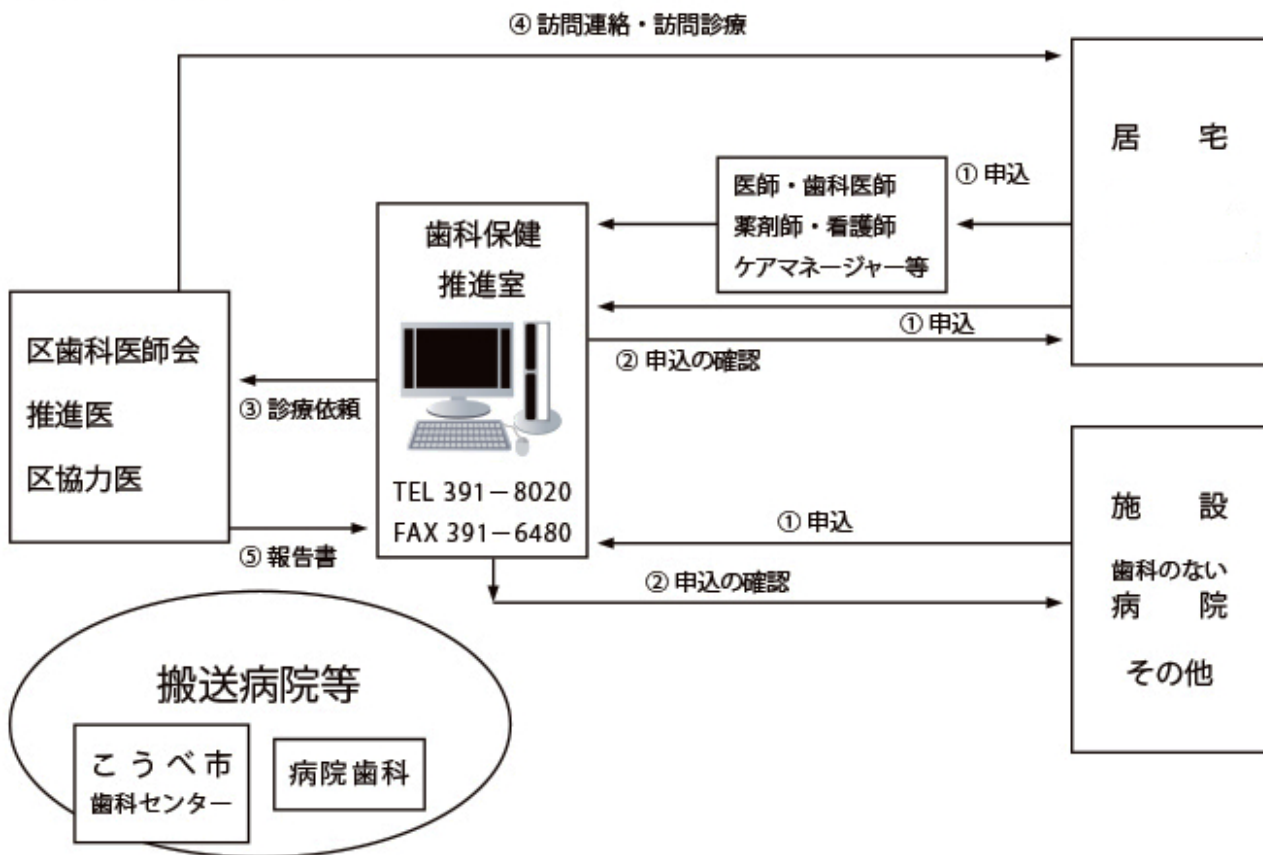 ④ 訪問連絡・訪問診療
居　宅
① 申込
医師・歯科医師
薬剤師・看護師
ケアマネージャー等
歯科保健
推進室
① 申込
② 申込の確認
区歯科医師会
推進医
区協力医
③ 診療依頼
TEL 391－8020
FAX 391－6480
⑤ 報告書
① 申込
② 申込の確認
施　設
歯科のない
病　院
その他
搬送病院等
こうべ市
歯科センター
病院歯科